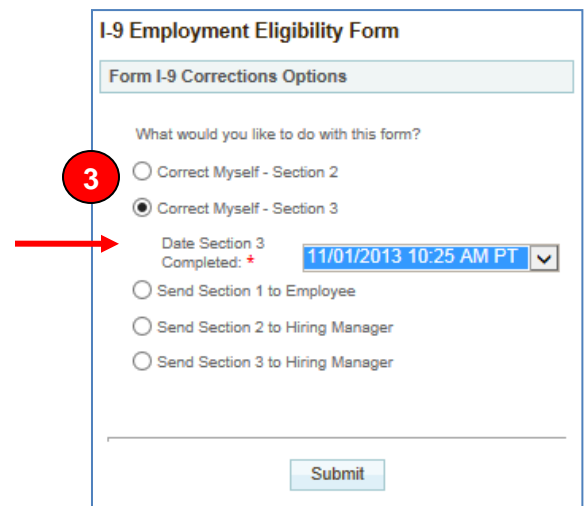 I-9 Employment Eligibility Form
Form I-9 Corrections Options
What would you like to do with this form?
3
Correct Myself - Section 2
Correct Myself - Section 3
Date Section 3
Completed: *
11/01/2013 10:25 AM PT
Send Section 1 to Employee
Send Section 2 to Hiring Manager
Send Section 3 to Hiring Manager
Submit